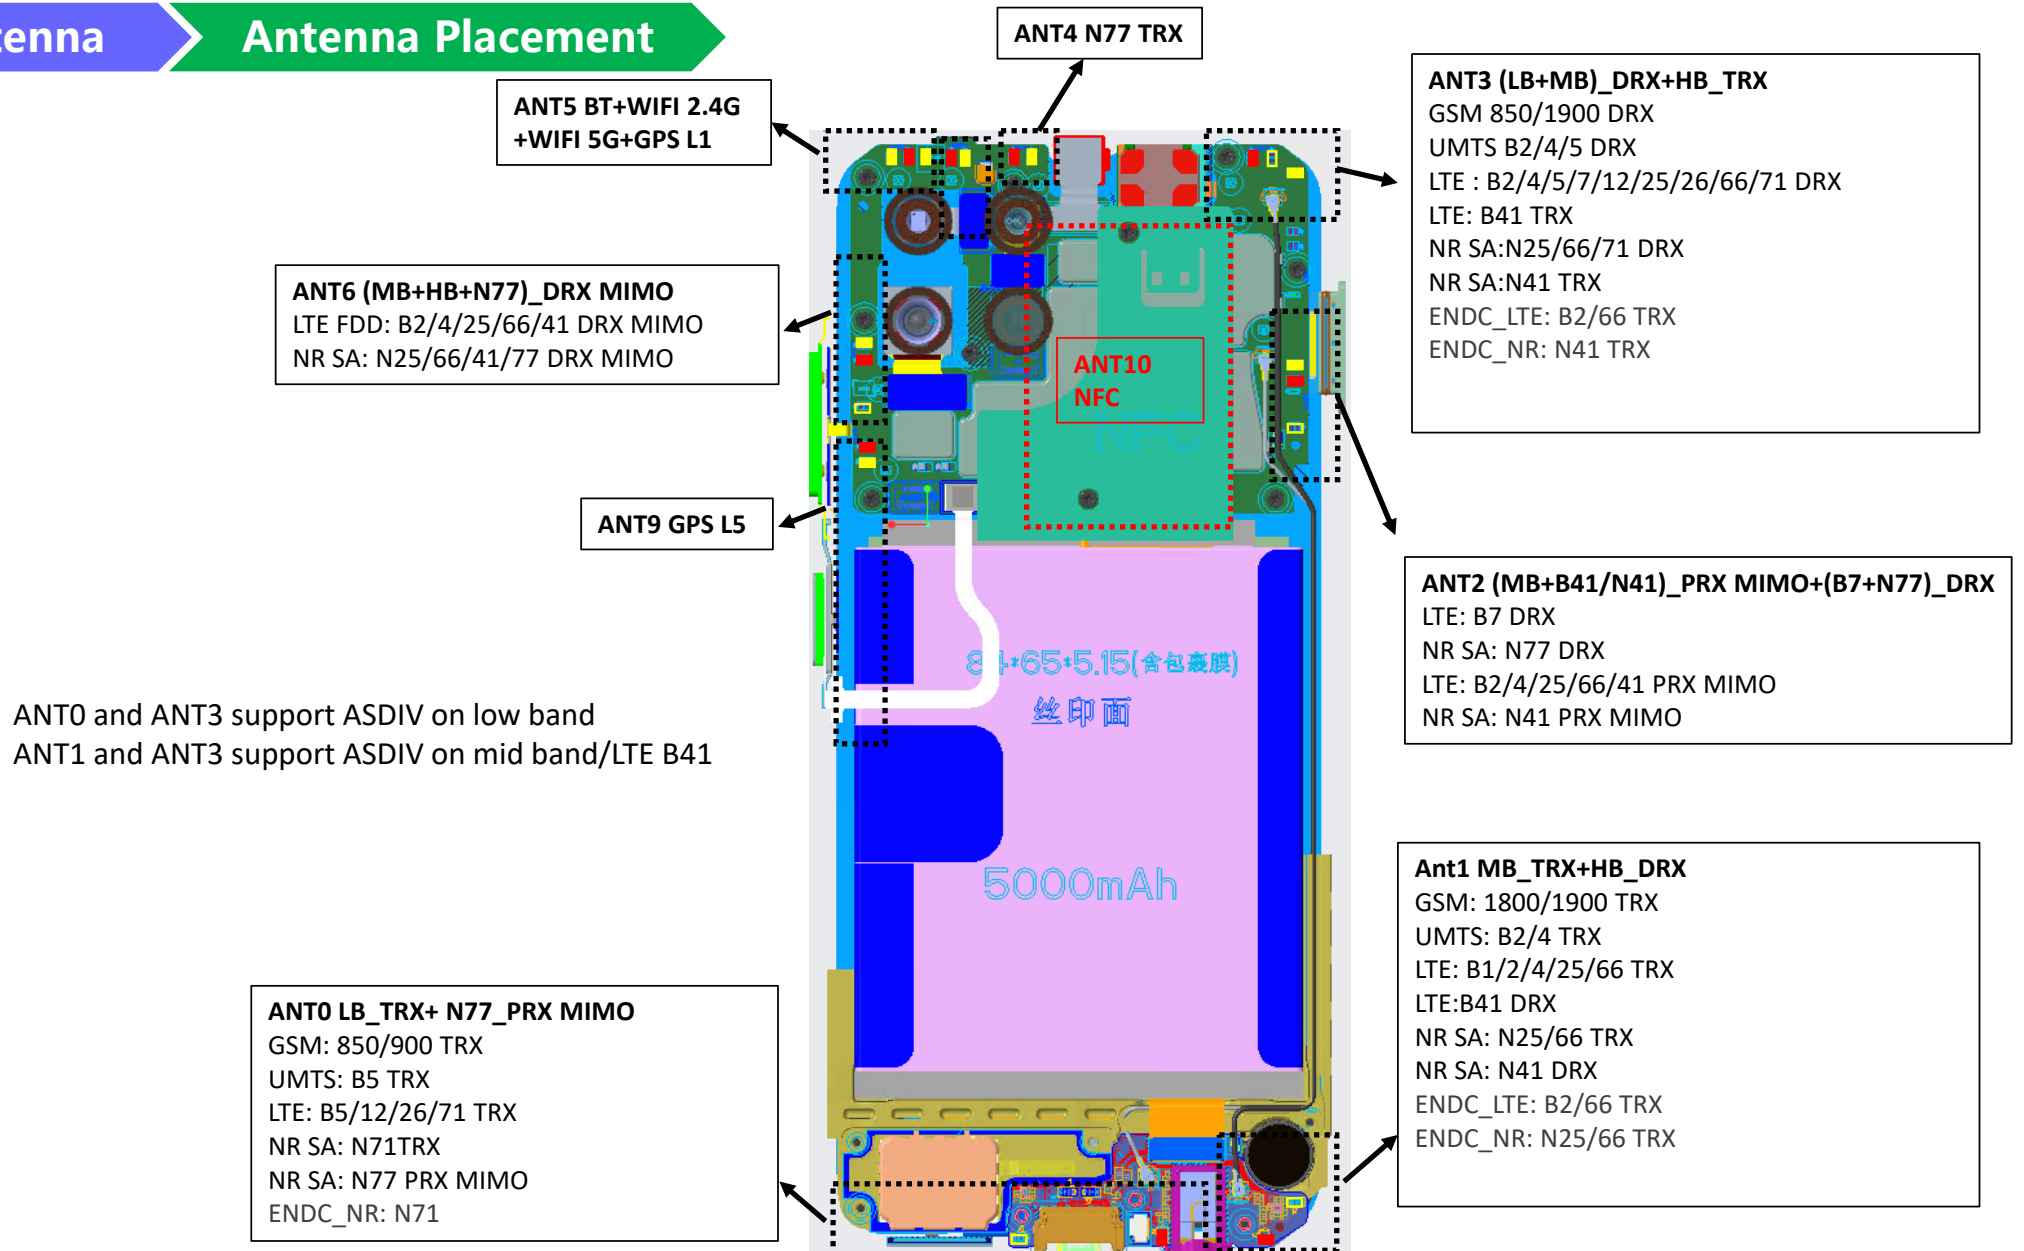 tenna
Antenna Placement
ANT4 N77 TRX
ANT5 BT+WIFI 2.4G
+WIFI 5G+GPS L1
ANT3 (LB+MB)_DRX+HB_TRX
GSM 850/1900 DRX
UMTS B2/4/5 DRX
LTE : B2/4/5/7/12/25/26/66/71 DRX
LTE: B41 TRX
NR SA:N25/66/71 DRX
NR SA:N41 TRX
ENDC_LTE: B2/66 TRX
ENDC_NR: N41 TRX
ANT6 (MB+HB+N77)_DRX MIMO
LTE FDD: B2/4/25/66/41 DRX MIMO
NR SA: N25/66/41/77 DRX MIMO
ANT10
NFC
NFC
ANT9 GPS L5
ANT2 (MB+B41/N41)_PRX MIMO+(B7+N77)_DRX
LTE: B7 DRX
NR SA: N77 DRX
LTE: B2/4/25/66/41 PRX MIMO
NR SA: N41 PRX MIMO
84*65*5.15(含包裹膜)
丝印面
ANT0 and ANT3 support ASDIV on low band
ANT1 and ANT3 support ASDIV on mid band/LTE B41
5000mAh
Ant1 MB_TRX+HB_DRX
GSM: 1800/1900 TRX
UMTS: B2/4 TRX
LTE: B1/2/4/25/66 TRX
LTE:B41 DRX
NR SA: N25/66 TRX
NR SA: N41 DRX
ENDC_LTE: B2/66 TRX
ENDC_NR: N25/66 TRX
ANT0 LB_TRX+ N77_PRX MIMO
GSM: 850/900 TRX
UMTS: B5 TRX
LTE: B5/12/26/71 TRX
NR SA: N71TRX
NR SA: N77 PRX MIMO
ENDC_NR: N71